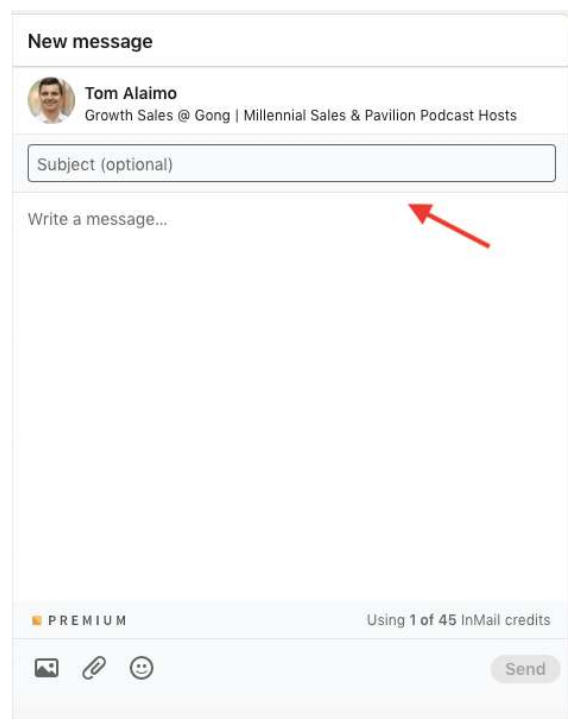 New message
Tom Alaimo
Growth Sales @ Gong | Millennial Sales & Pavilion Podcast Hosts
Subject (optional)
Write a message...
PREMIUM
Using 1 of 45 InMail credits
Send